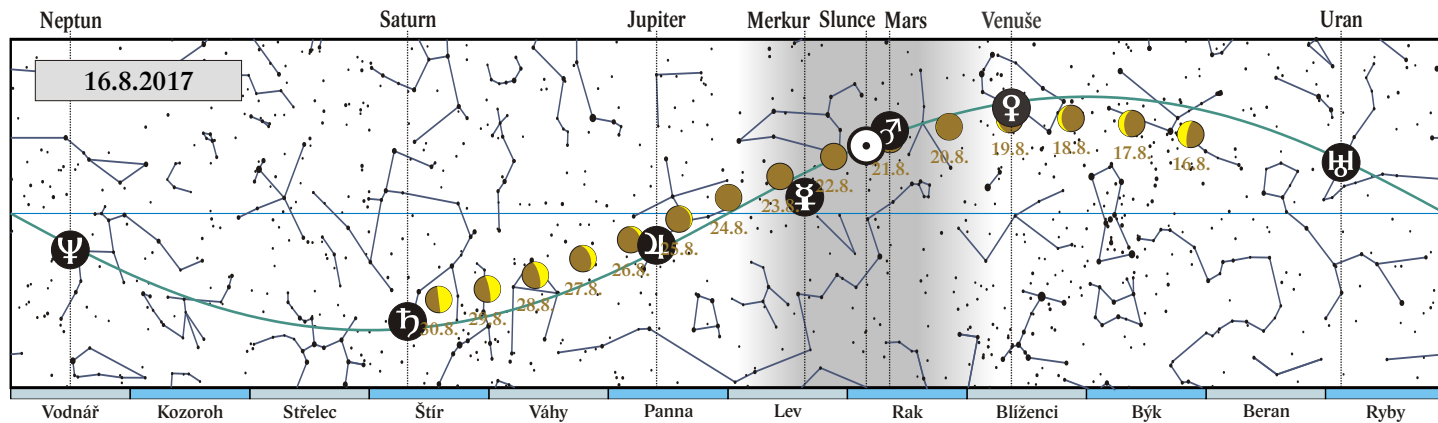 Neptun Saturn Jupiter Merkur Slunce Mars Venuše Uran
16.8.2017
30.8. 29.8. 28.8. 27.8. 26.8. 25.8. 24.8. 23.8. 22.8. 21.8. 20.8. 19.8. 18.8. 17.8. 16.8.
Vodnář Kozoroh Střelec Štír Váhy Panna Lev Rak Blíženci Býk Beran Ryby